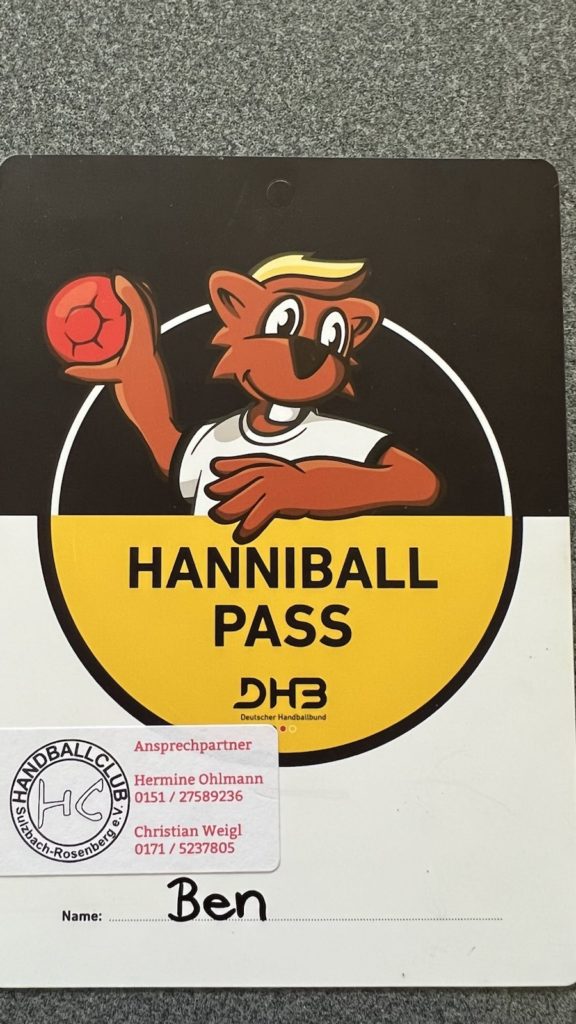 HANNIBALL
PASS
DHB
Deutscher Handballbund
HANDBALLCLUB
HC
Sulzbach-Rosenberg e.V.
Ansprechpartner
Hermine Ohlmann
0151 / 27589236
Christian Weigl
0171 / 5237805
Name: Ben